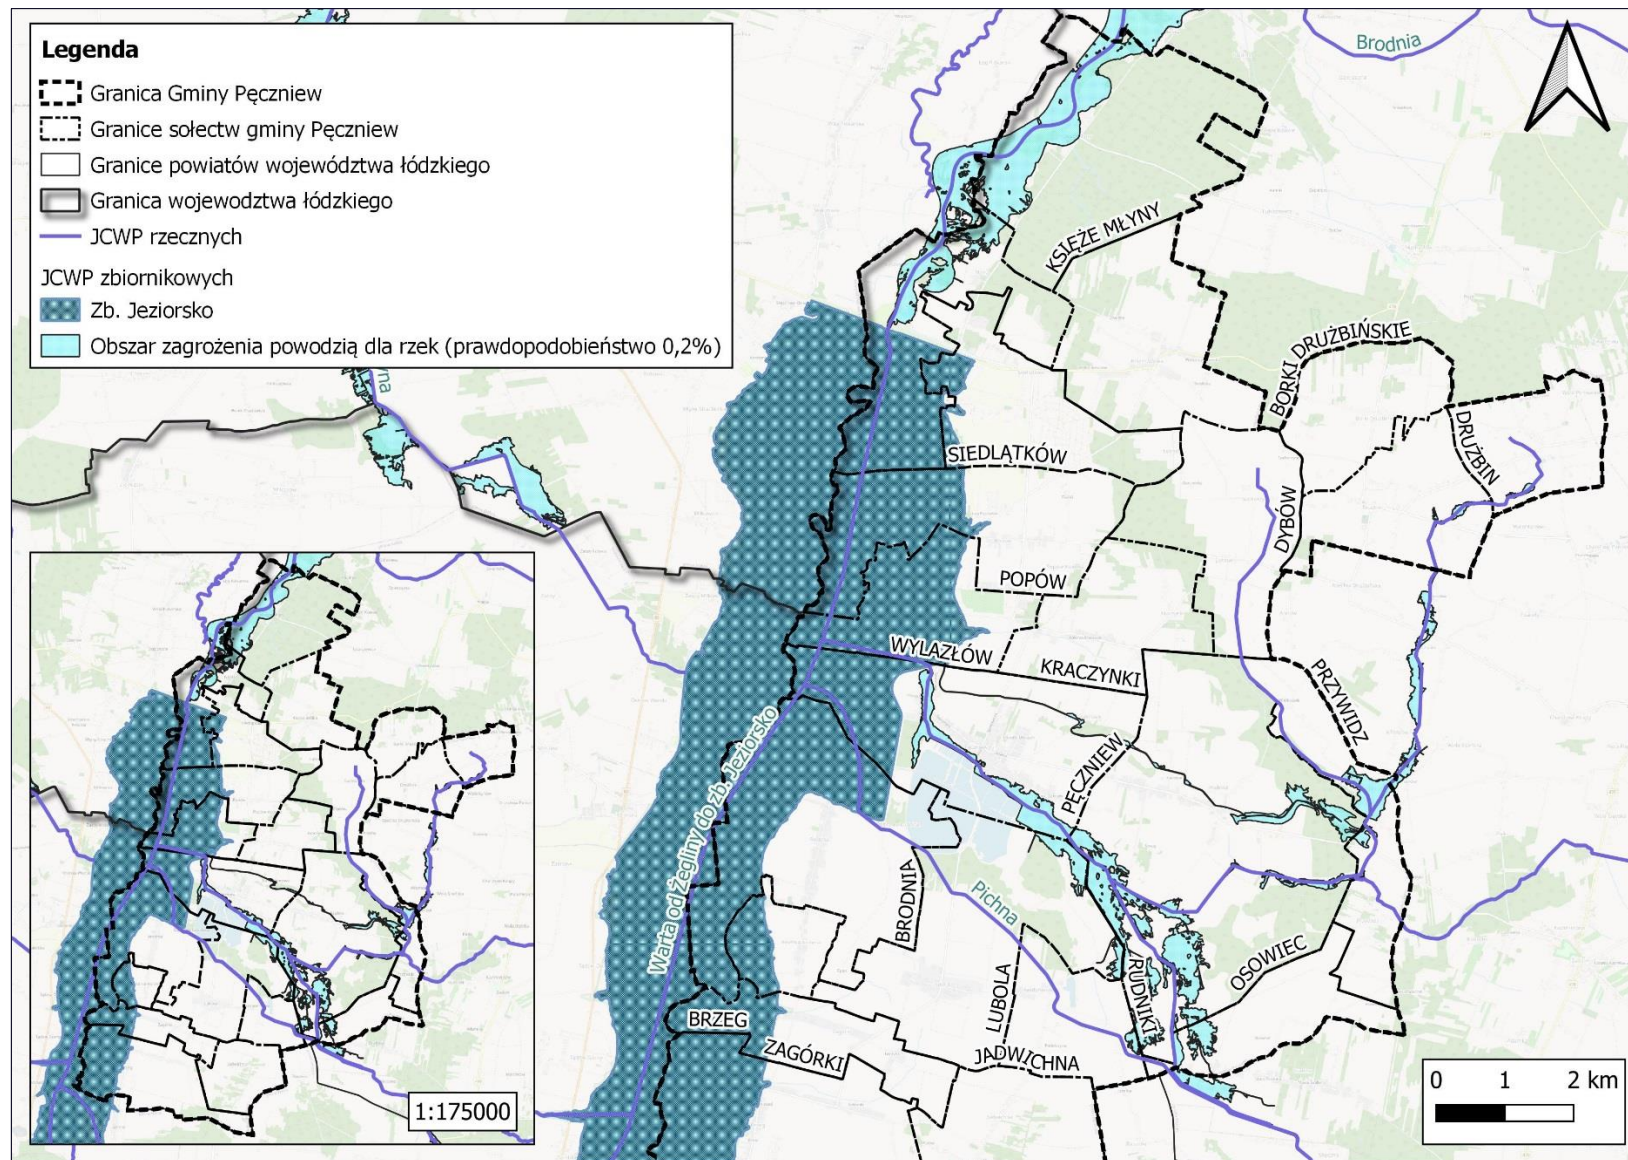 Legenda
Granica Gminy Pęczniew
Granice sołectw gminy Pęczniew
Granice powiatów województwa łódzkiego
Granica wojewodztwa łódzkiego
JCWP rzecznych
JCWP zbiornikowych
Zb. Jeziorsko
Obszar zagrożenia powodzią dla rzek (prawdopodobieństwo 0,2%)
Brodnia
KSIĘŻE MŁYNY
BORKI DRUŻBIŃSKIE
DRUŻBIN
SIEDLĄTKÓW
DYBÓW
POPÓW
WYLAZŁÓW
KRACZYNKI
PRZYWIDZ
PĘCZNIEW
Warta od Żegliny do zb. Jeziorsko
BRODNIA
Pichna
LUBOLA
RUDNIKI
OSOWIEC
BRZEG
ZAGÓRKI
JADWICHNA
1:175000
0 1 2 km